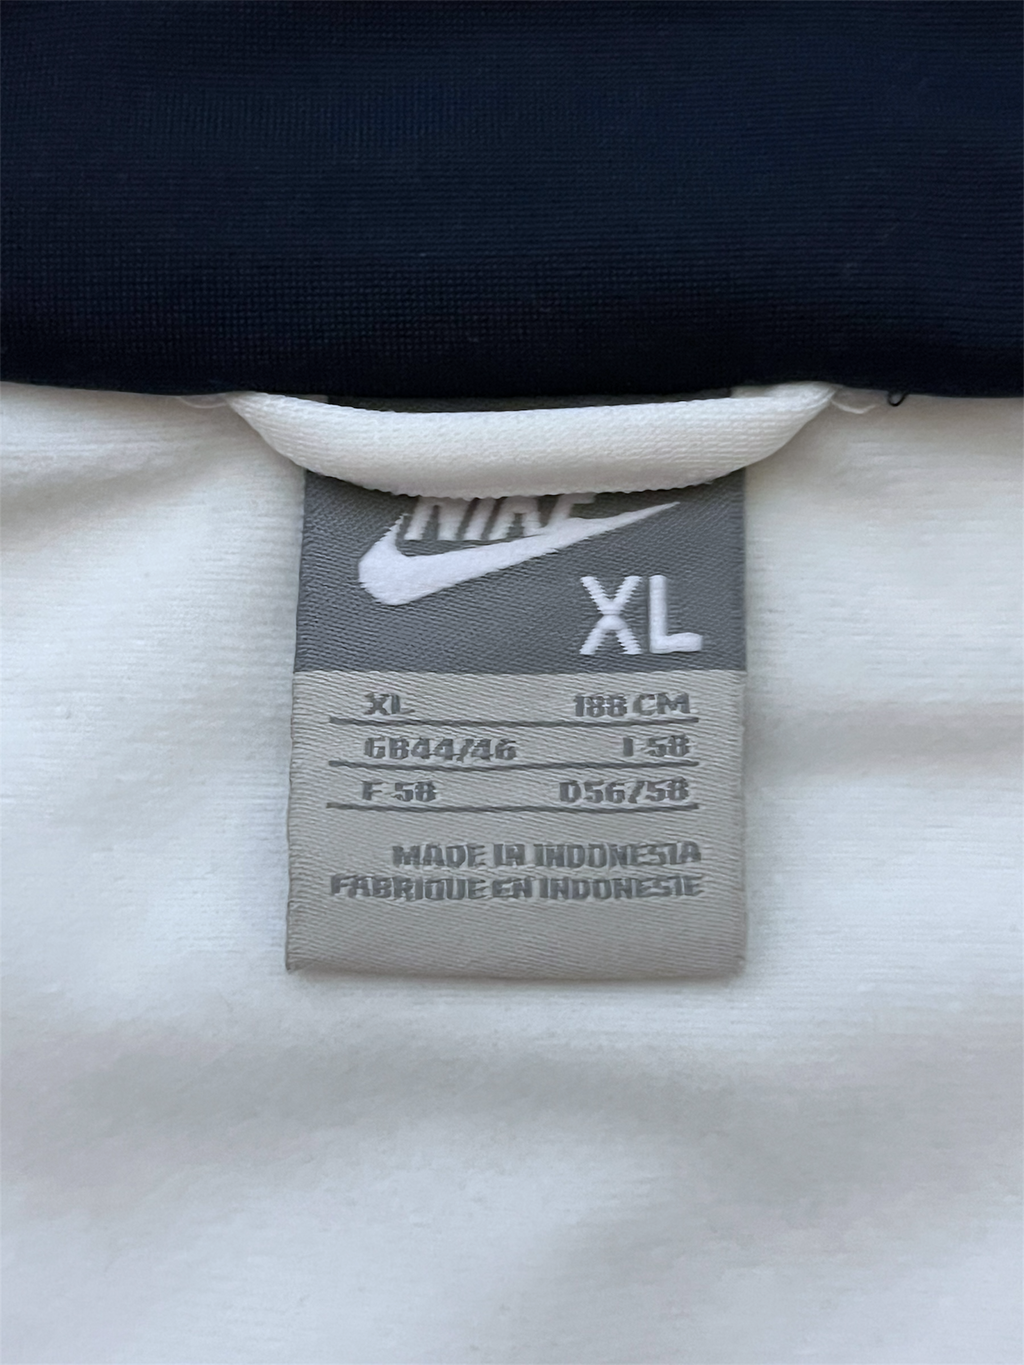 NIKE
XL
XL 188 CM
GB44/46 I 58
F 58 D56/58
MADE IN INDONESIA
FABRIQUE EN INDONESIE